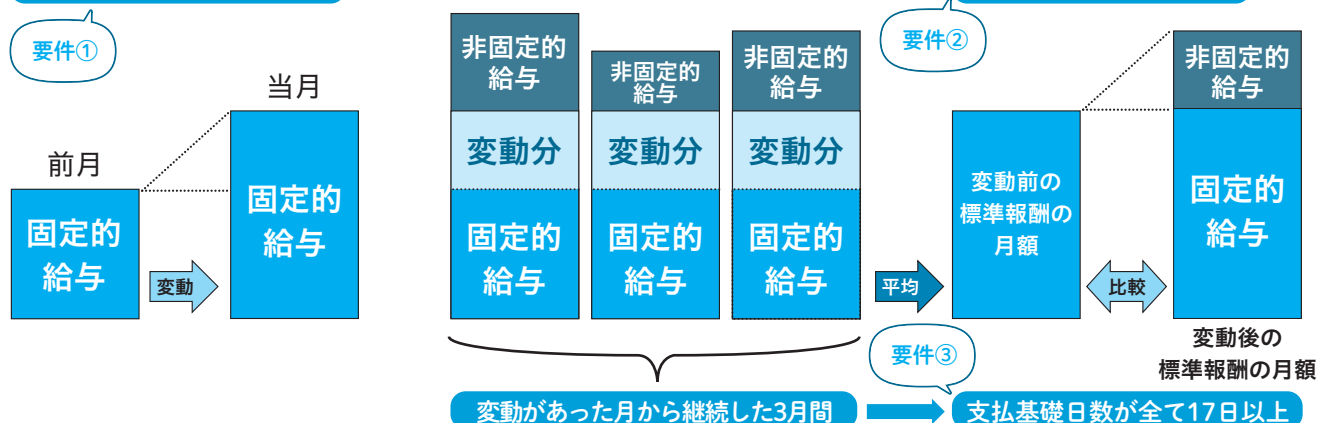 要件①
前月
固定的
給与
変動
当月
固定的
給与
非固定的
給与
変動分
固定的
給与
非固定的
給与
変動分
固定的
給与
非固定的
給与
変動分
固定的
給与
変動があった月から継続した3月間
平均
要件②
変動前の
標準報酬の
月額
比較
非固定的
給与
固定的
給与
変動後の
標準報酬の月額
要件③
支払基礎日数が全て17日以上